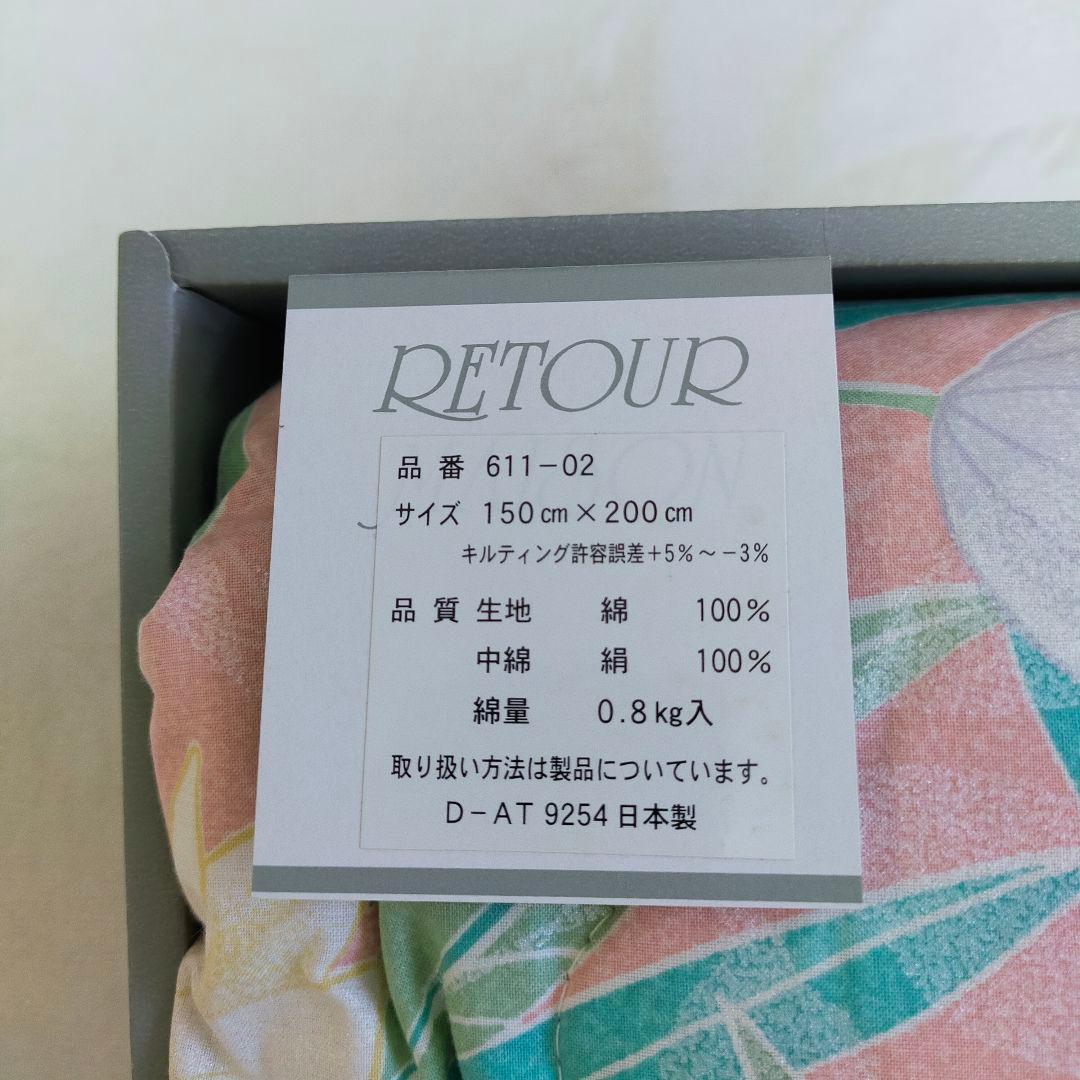 RETOUR
品番 611-02
サイズ 150cm×200cm
キルティング許容誤差+5%～-3%
品質 生地 綿 100%
中綿 絹 100%
綿量 0.8kg入
取り扱い方法は製品についています。
D-AT 9254 日本製